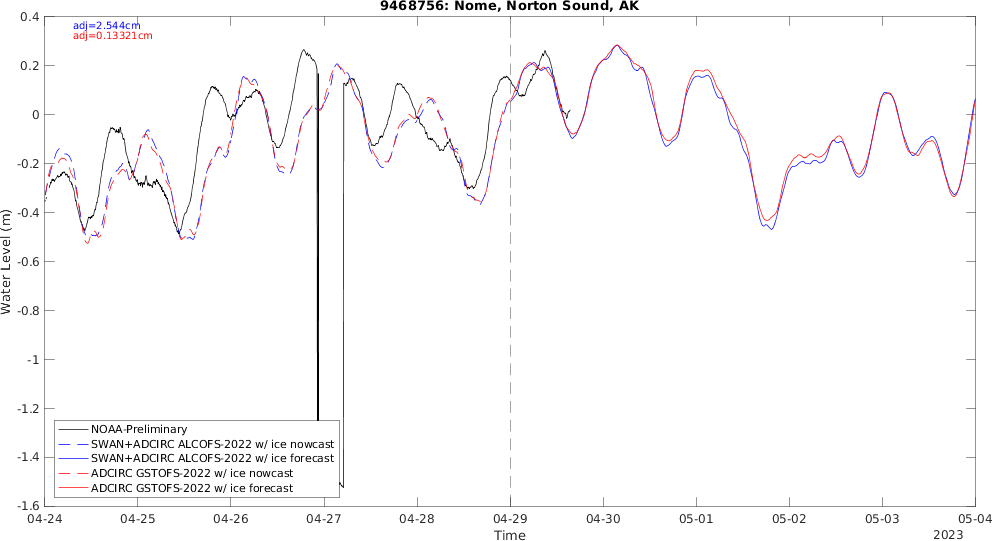 9468756: Nome, Norton Sound, AK
adj=2.544cm
adj=0.13321cm
0.4
0.2
0
-0.2
-0.4
-0.6
-0.8
-1
-1.2
-1.4
-1.6
Water Level (m)
NOAA-Preliminary
SWAN+ADCIRC ALCOFS-2022 w/ ice nowcast
SWAN+ADCIRC ALCOFS-2022 w/ ice forecast
ADCIRC GSTOFS-2022 w/ ice nowcast
ADCIRC GSTOFS-2022 w/ ice forecast
04-24 04-25 04-26 04-27 04-28 04-29 04-30 05-01 05-02 05-03 05-04
Time
2023